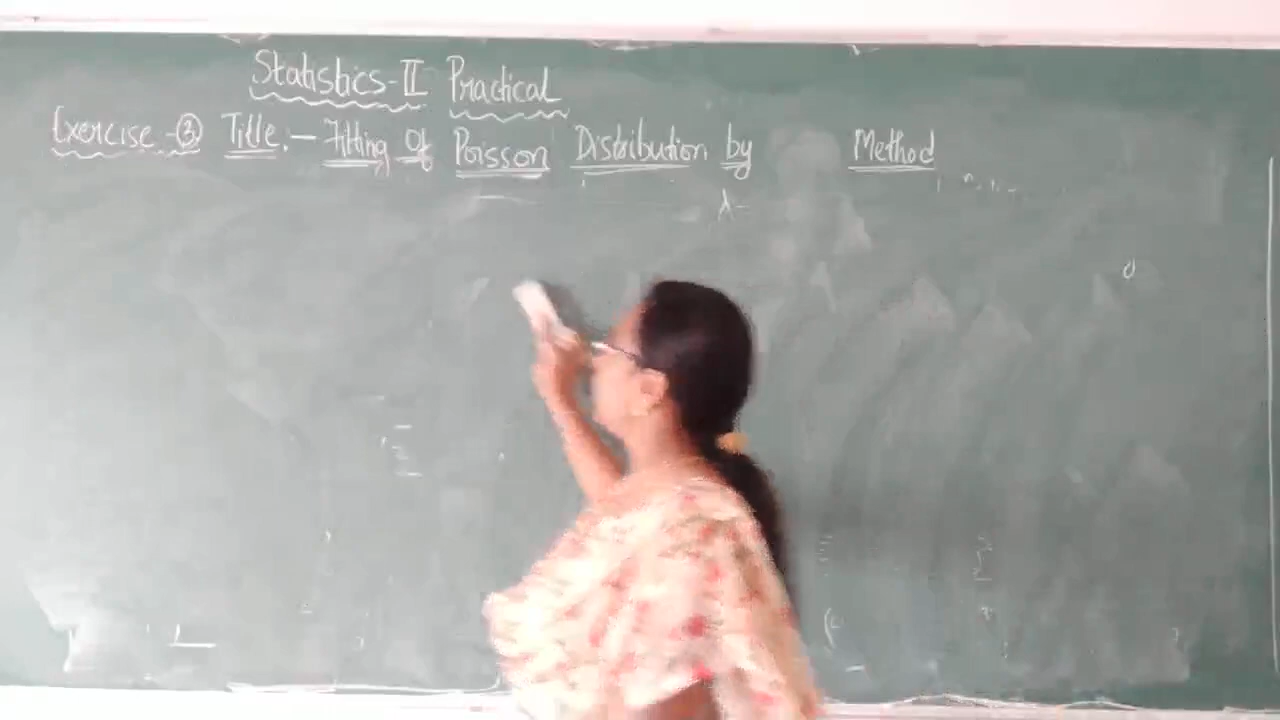 Statistics-II Practical
Exercise-③ Title:- Fitting Of Poisson Distribution by Method
λ-